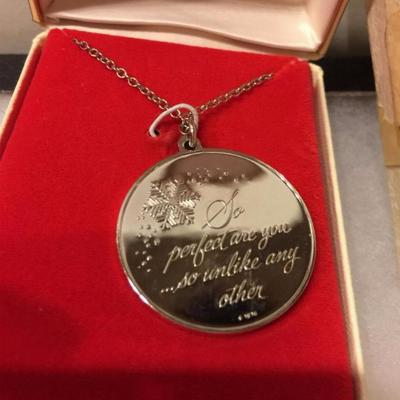 So
perfect are you
...so unlike any
other